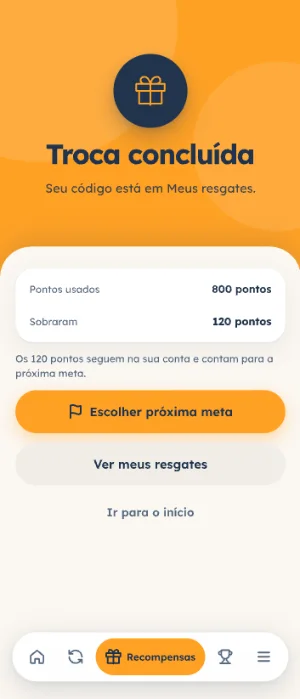 Troca concluída
Seu código está em Meus resgates.
Pontos usados 800 pontos
Sobraram 120 pontos
Os 120 pontos seguem na sua conta e contam para a
próxima meta.
Escolher próxima meta
Ver meus resgates
Ir para o início
Recompensas